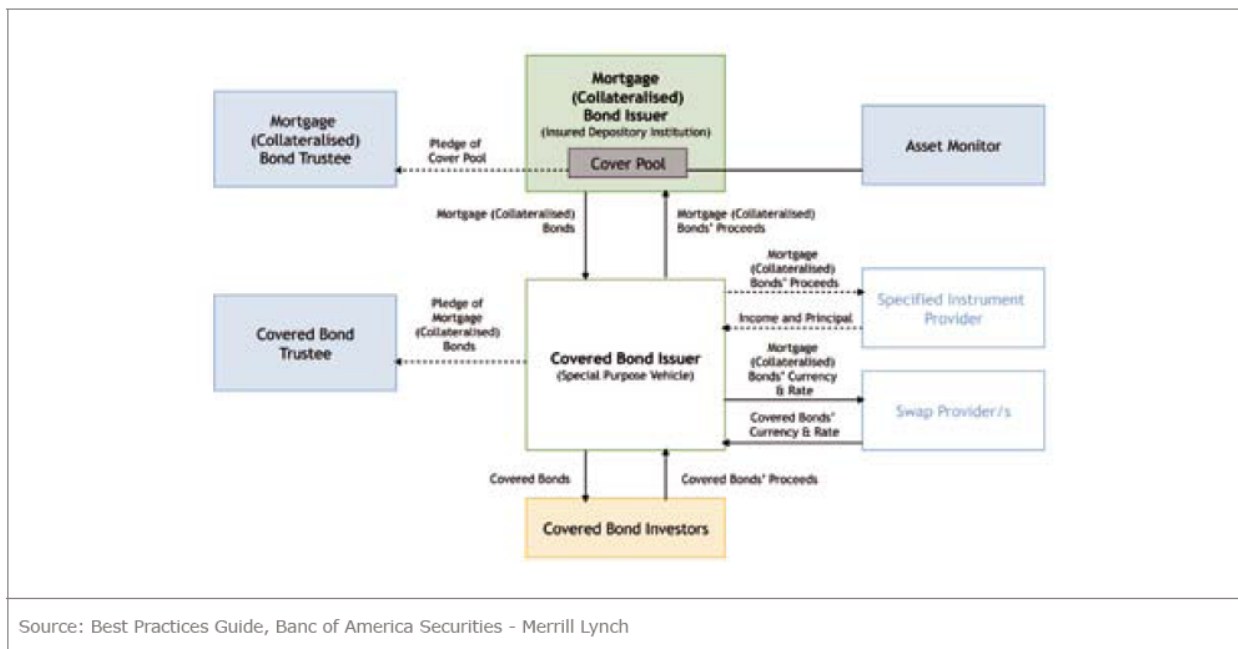 Mortgage
(Collateralised)
Bond Issuer
(Insured Depository Institution)
Cover Pool
Mortgage
(Collateralised)
Bond Trustee
Pledge of
Cover Pool
Asset Monitor
Mortgage (Collateralised)
Bonds
Mortgage (Collateralised)
Bonds' Proceeds
Mortgage
(Collateralised)
Bonds' Proceeds
Specified Instrument
Provider
Income and Principal
Covered Bond
Trustee
Pledge of
Mortgage
(Collateralised)
Bonds
Covered Bond Issuer
(Special Purpose Vehicle)
Mortgage
(Collateralised)
Bonds' Currency
& Rate
Swap Provider/s
Covered Bonds'
Currency & Rate
Covered Bonds
Covered Bonds' Proceeds
Covered Bond Investors
Source: Best Practices Guide, Banc of America Securities - Merrill Lynch